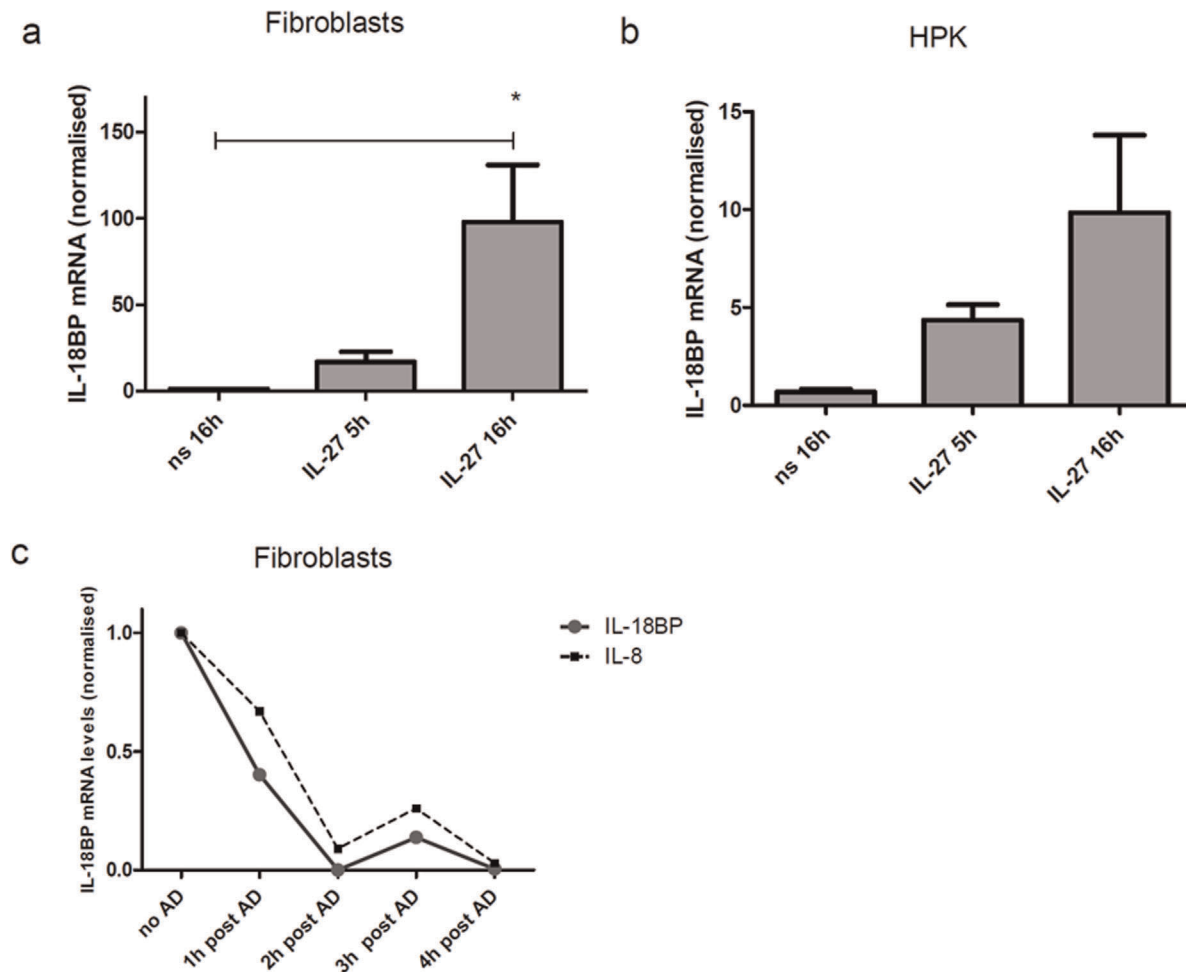 a
Fibroblasts
IL-18BP mRNA (normalised)
150
100
50
0
*
ns 16h
IL-27 5h
IL-27 16h
b
HPK
IL-18BP mRNA (normalised)
15
10
5
0
ns 16h
IL-27 5h
IL-27 16h
c
Fibroblasts
IL-18BP mRNA levels (normalised)
1.0
0.5
0.0
no AD
1h post AD
2h post AD
3h post AD
4h post AD
IL-18BP
IL-8